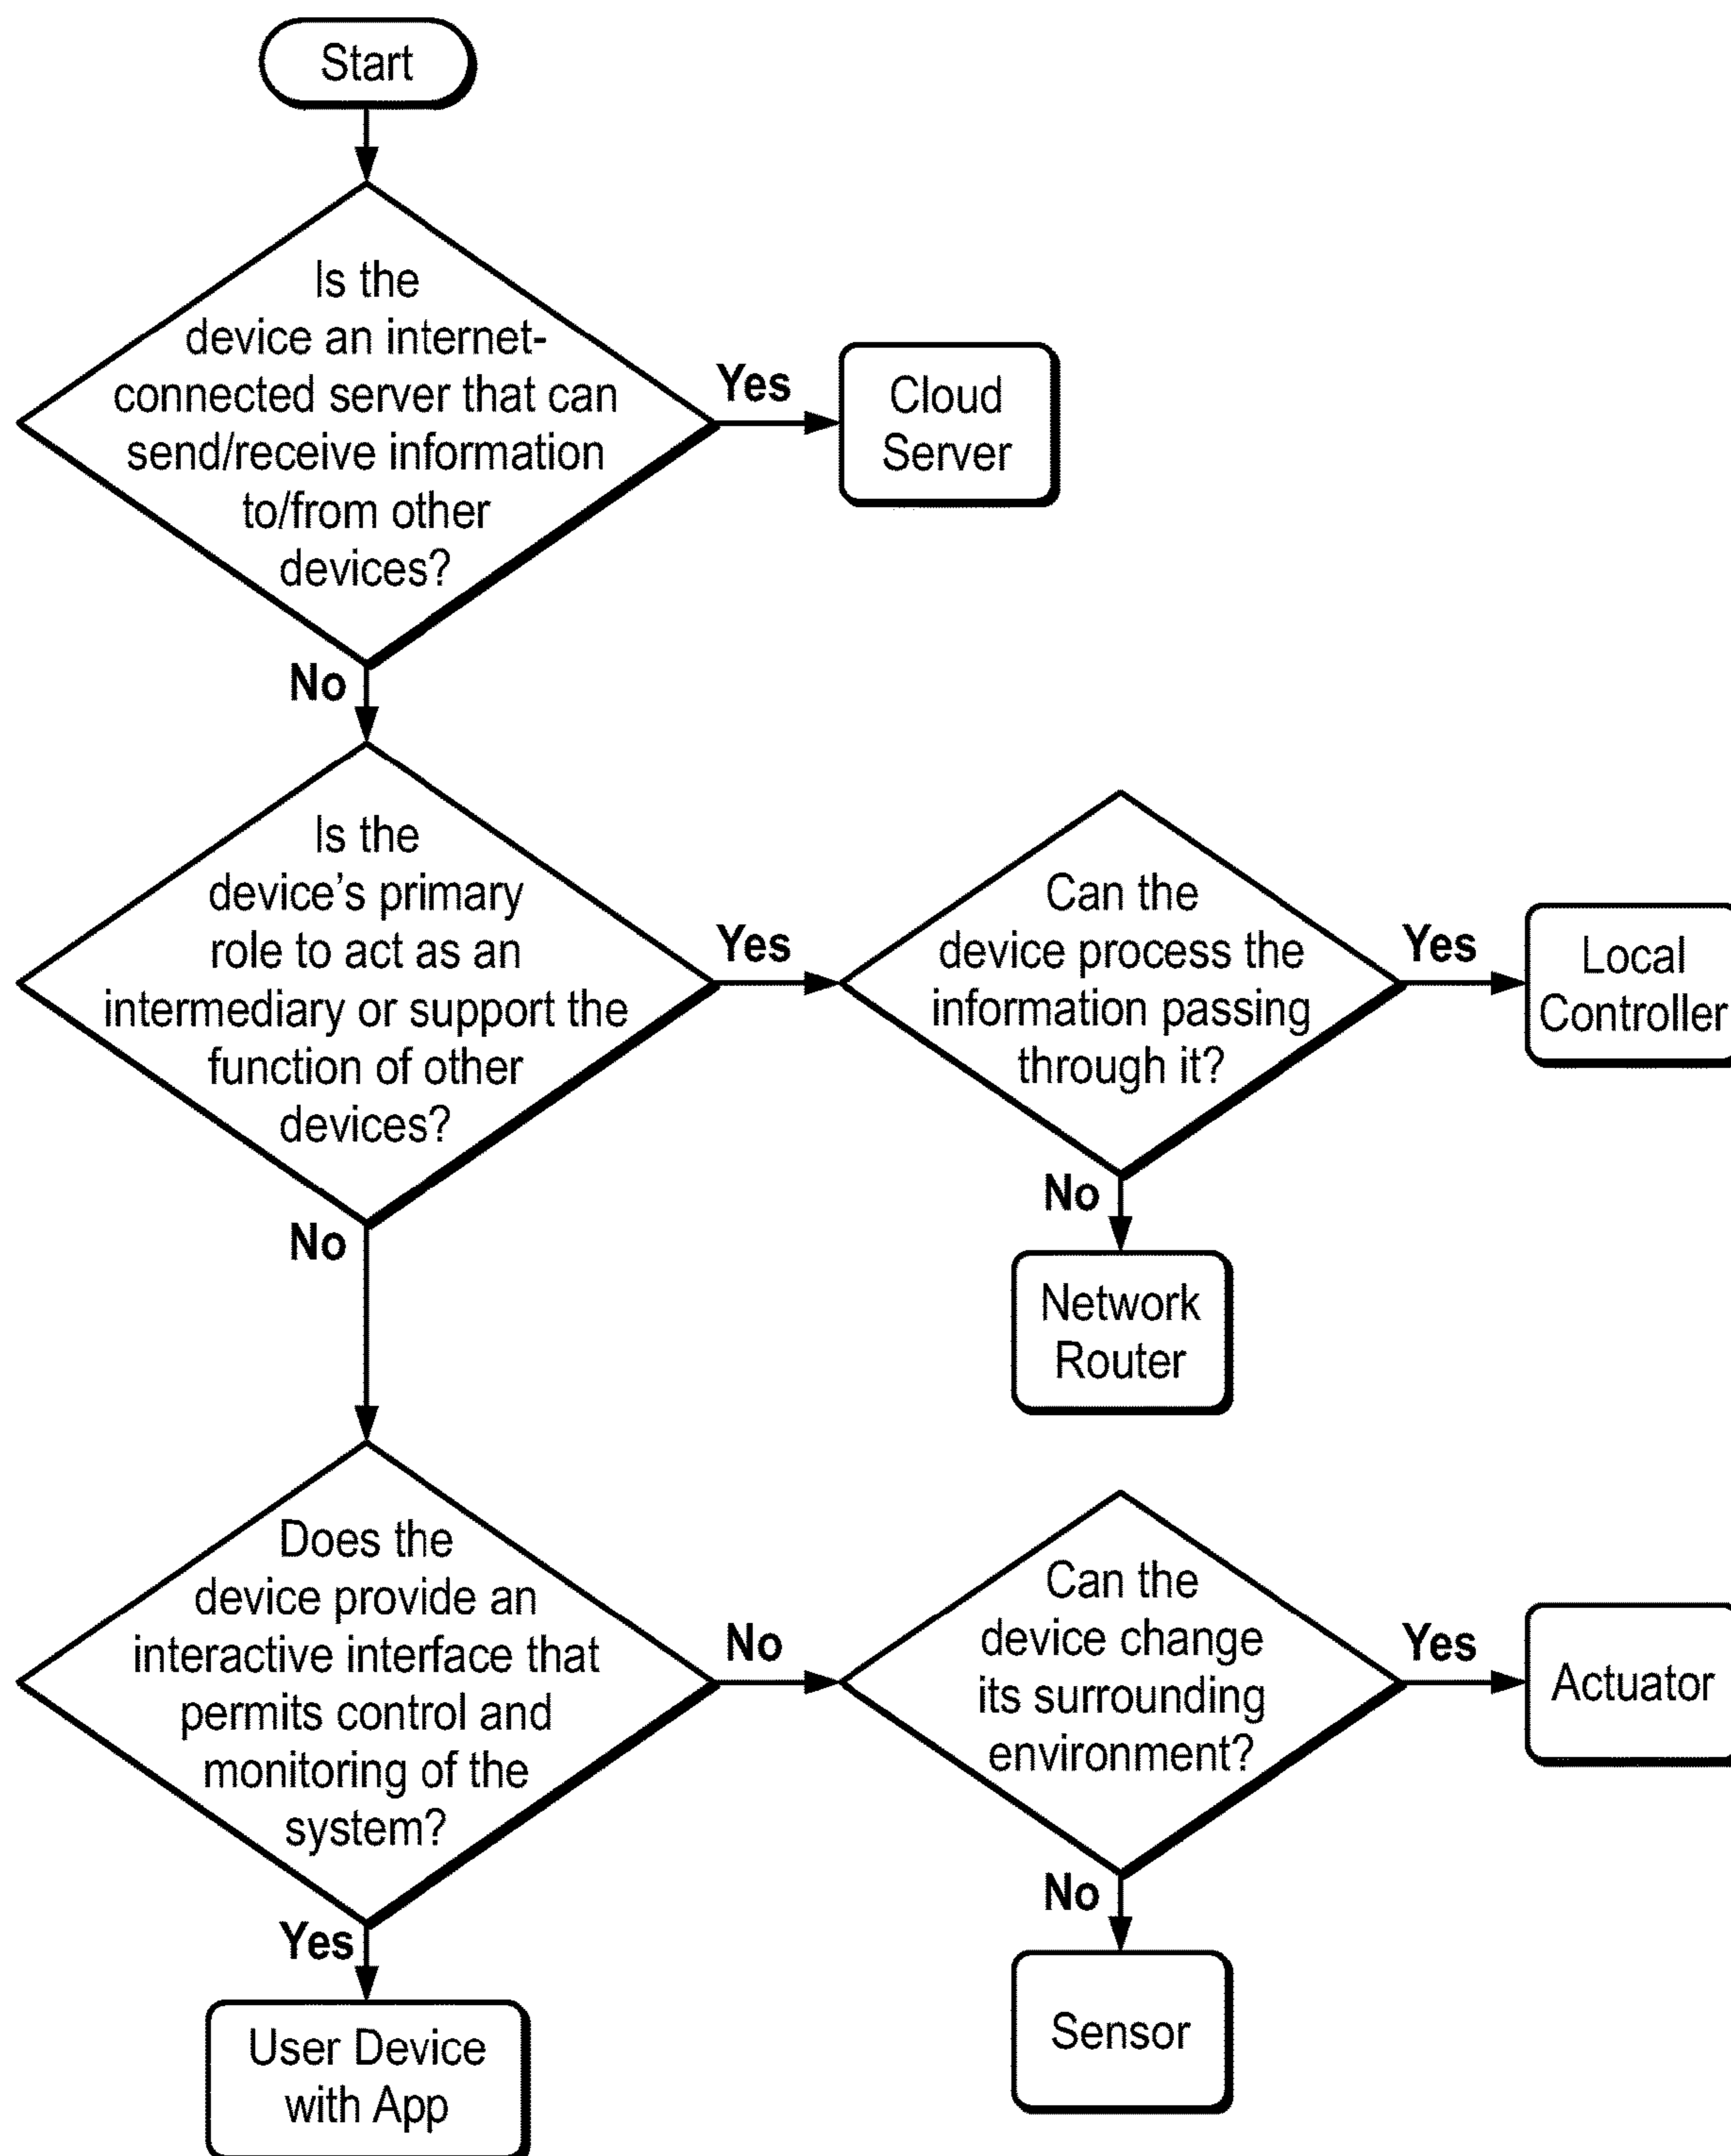 Start
Is the
device an internet-
connected server that can
send/receive information
to/from other
devices?
Yes
Cloud
Server
No
Is the
device's primary
role to act as an
intermediary or support the
function of other
devices?
Yes
Can the
device process the
information passing
through it?
Yes
Local
Controller
No
Network
Router
No
Does the
device provide an
interactive interface that
permits control and
monitoring of the
system?
No
Can the
device change
its surrounding
environment?
Yes
Actuator
No
Sensor
Yes
User Device
with App